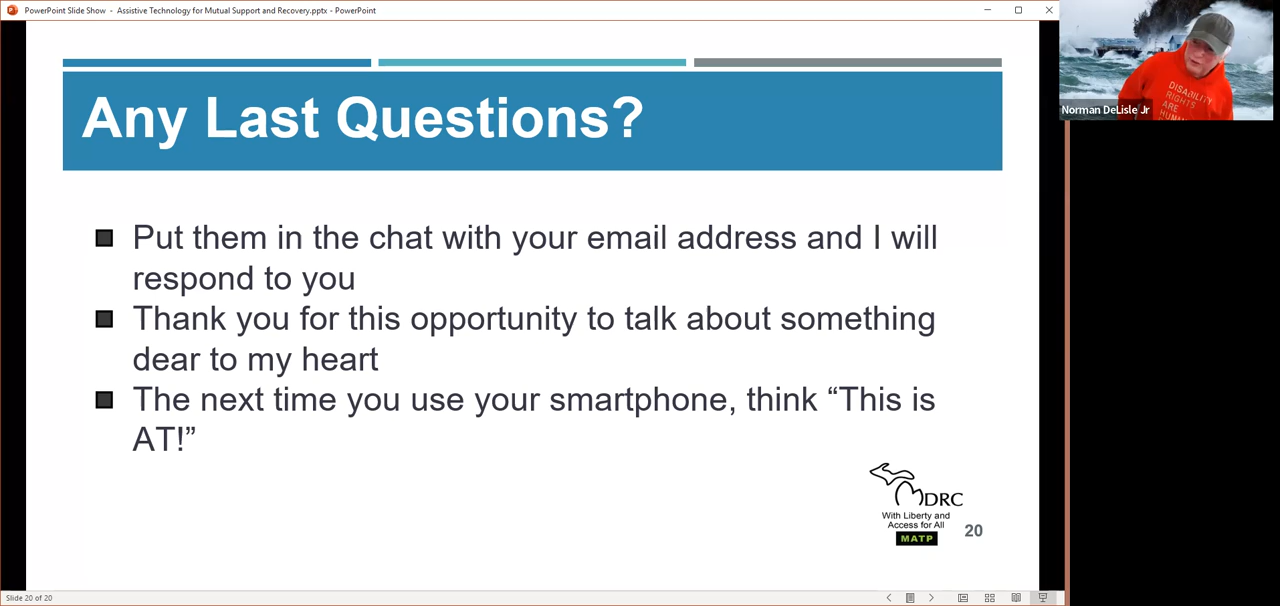 PowerPoint Slide Show - Assistive Technology for Mutual Support and Recovery.pptx - PowerPoint
Any Last Questions?
Put them in the chat with your email address and I will
respond to you
Thank you for this opportunity to talk about something
dear to my heart
The next time you use your smartphone, think “This is
AT!”
MDRC
With Liberty and
Access for All
MATP
20
Slide 20 of 20
DISABILITY
RIGHTS
ARE
HUMAN
Norman DeLisle Jr